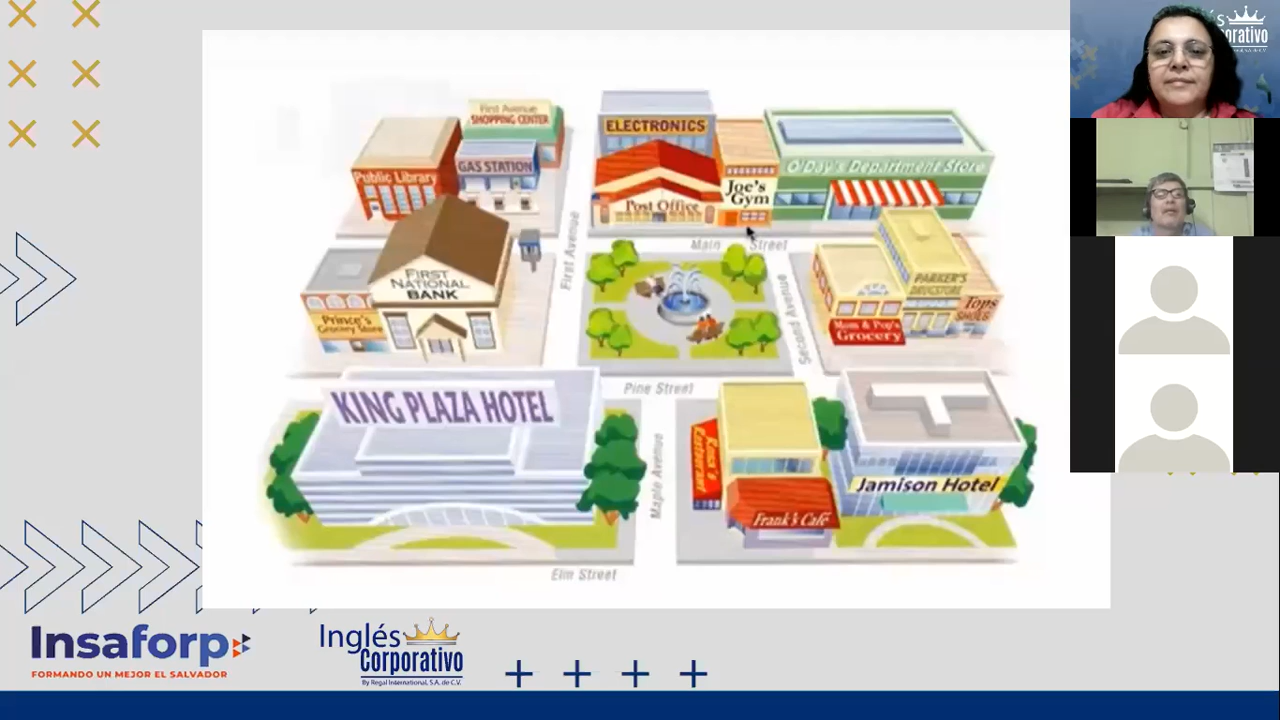 First Avenue
SHOPPING CENTER
GAS STATION
Public Library
ELECTRONICS
Post Office
Joe's
Gym
O'Day's Department Store
Main Street
First Avenue
Second Avenue
FIRST
NATIONAL
BANK
Prince's
Grocery Store
PARKER'S
DRUGSTORE
Tops
SHOES
Mom & Pop's
Grocery
Pine Street
KING PLAZA HOTEL
Maple Avenue
Rosa's
Restaurant
Frank's Café
Jamison Hotel
Elm Street
Insaforp
FORMANDO UN MEJOR EL SALVADOR
Inglés
Corporativo
By Regal International, S.A. de C.V.